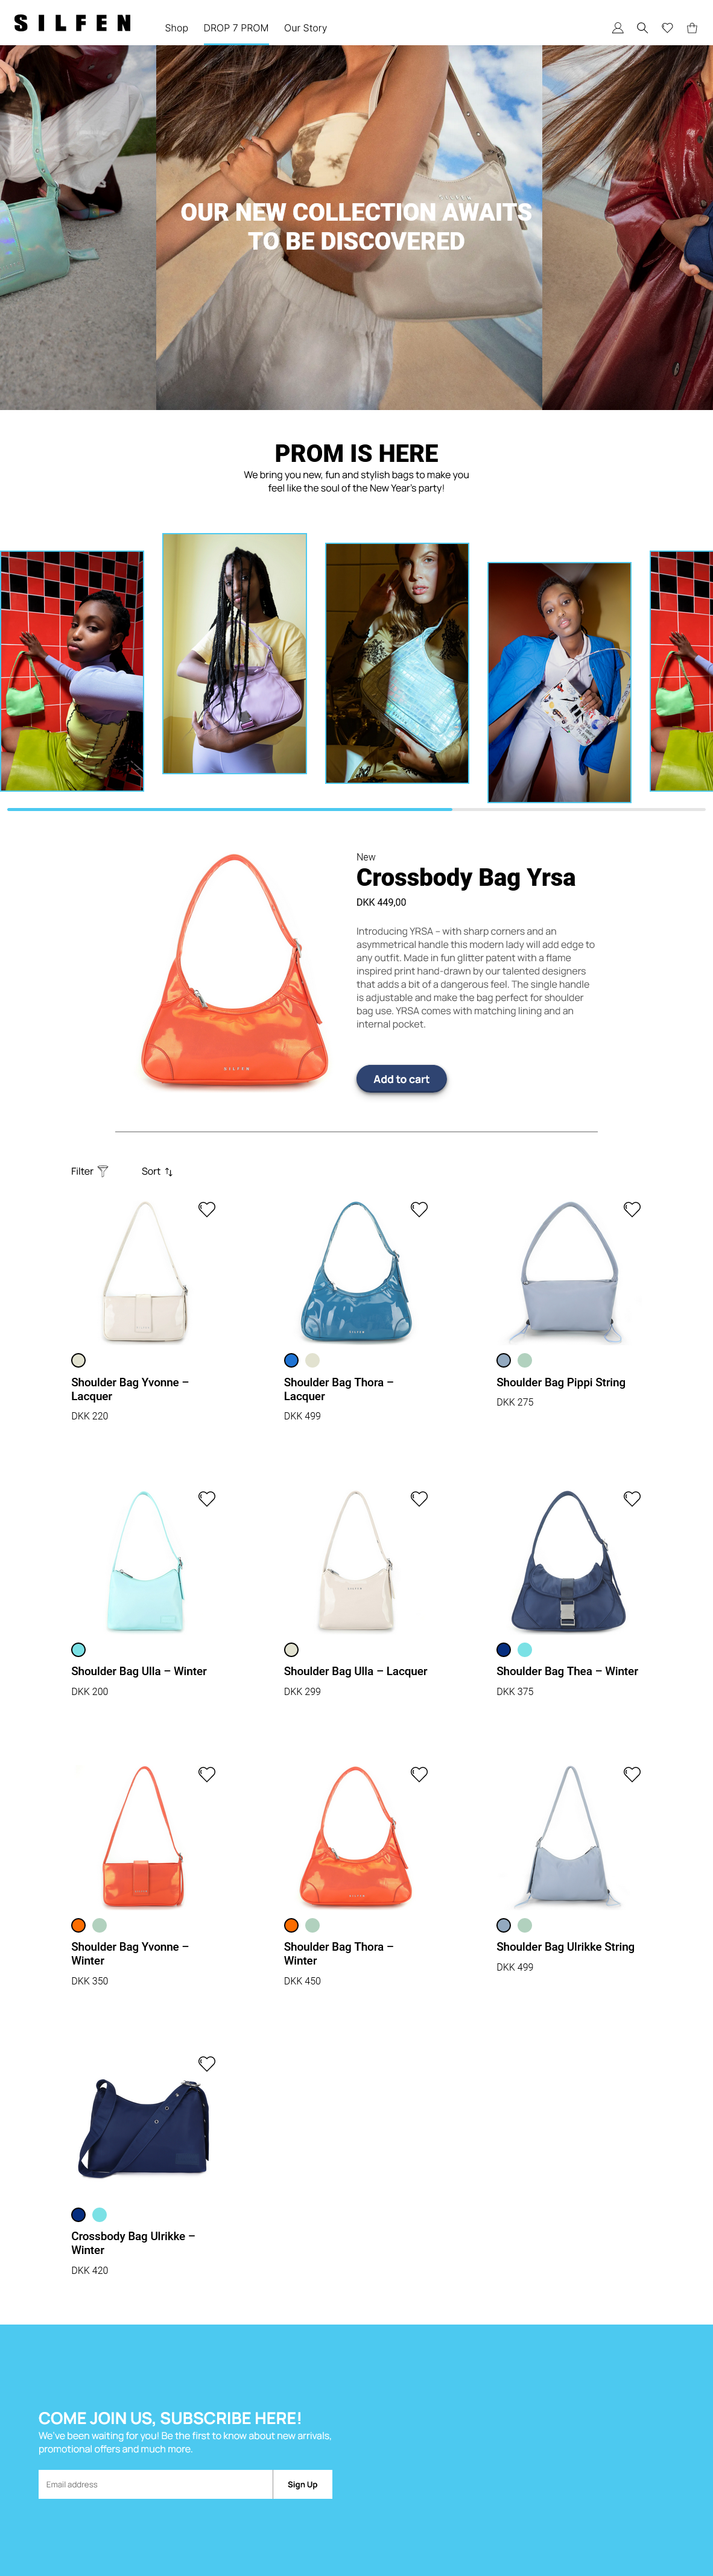 SILFEN
Shop DROP 7 PROM Our Story
OUR NEW COLLECTION AWAITS
TO BE DISCOVERED
PROM IS HERE
We bring you new, fun and stylish bags to make you
feel like the soul of the New Year's party!
New
Crossbody Bag Yrsa
DKK 449,00
Introducing YRSA – with sharp corners and an
asymmetrical handle this modern lady will add edge to
any outfit. Made in fun glitter patent with a flame
inspired print hand-drawn by our talented designers
that adds a bit of a dangerous feel. The single handle
is adjustable and make the bag perfect for shoulder
bag use. YRSA comes with matching lining and an
internal pocket.
SILFEN
Add to cart
Filter Sort
Shoulder Bag Yvonne –
Lacquer
DKK 220
SILFEN
Shoulder Bag Thora –
Lacquer
DKK 499
Shoulder Bag Pippi String
DKK 275
Shoulder Bag Ulla – Winter
DKK 200
SILFEN
Shoulder Bag Ulla – Lacquer
DKK 299
Shoulder Bag Thea – Winter
DKK 375
Shoulder Bag Yvonne –
Winter
DKK 350
SILFEN
Shoulder Bag Thora –
Winter
DKK 450
Shoulder Bag Ulrikke String
DKK 499
Crossbody Bag Ulrikke –
Winter
DKK 420
COME JOIN US, SUBSCRIBE HERE!
We've been waiting for you! Be the first to know about new arrivals,
promotional offers and much more.
Email address Sign Up